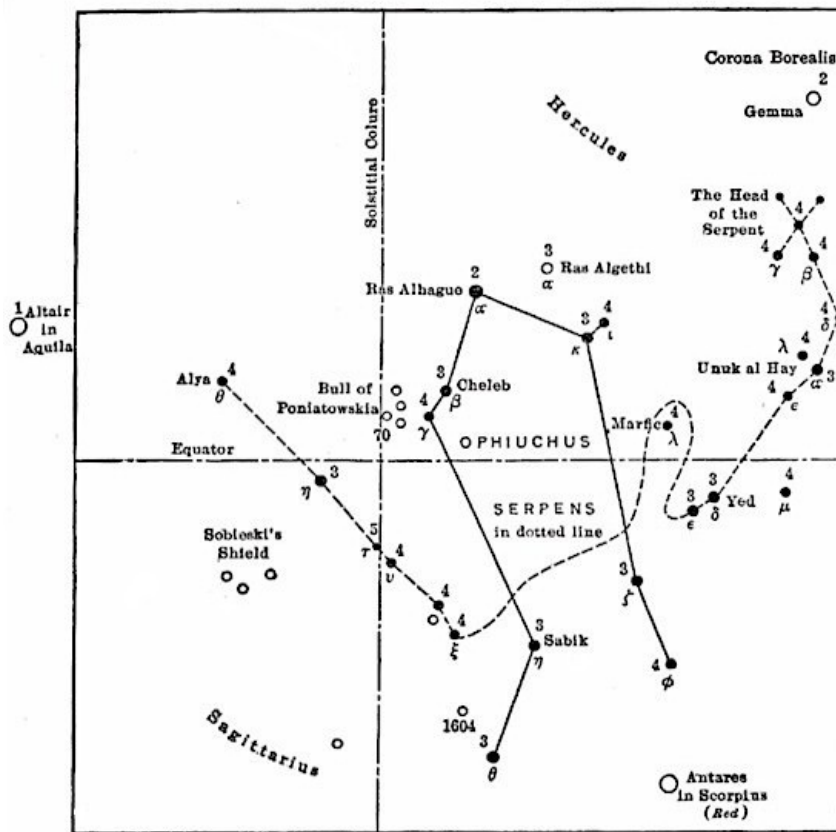 Corona Borealis
2
Gemma
Hercules
Solstitial Colure
The Head
of the
Serpent
4
4
4
γ
β
3
Ras Algethi
α
2
Ras Alhague
α
1 Altair
in
Aquila
4
δ
3
κ
4
ι
λ
4
Unuk al Hay
α 3
4
ε
Alya
4
θ
Bull of
Poniatowskia
70
3
Cheleb
β
4
γ
OPHIUCHUS
Marfic
4
λ
Equator
3
η
SERPENS
in dotted line
3
ε
3
δ
Yed
4
μ
Sobieski's
Shield
5
τ
4
υ
4
4
ξ
3
ζ
3
Sabik
η
4
φ
Sagittarius
1604
3
θ
Antares
in Scorpius
(Red)